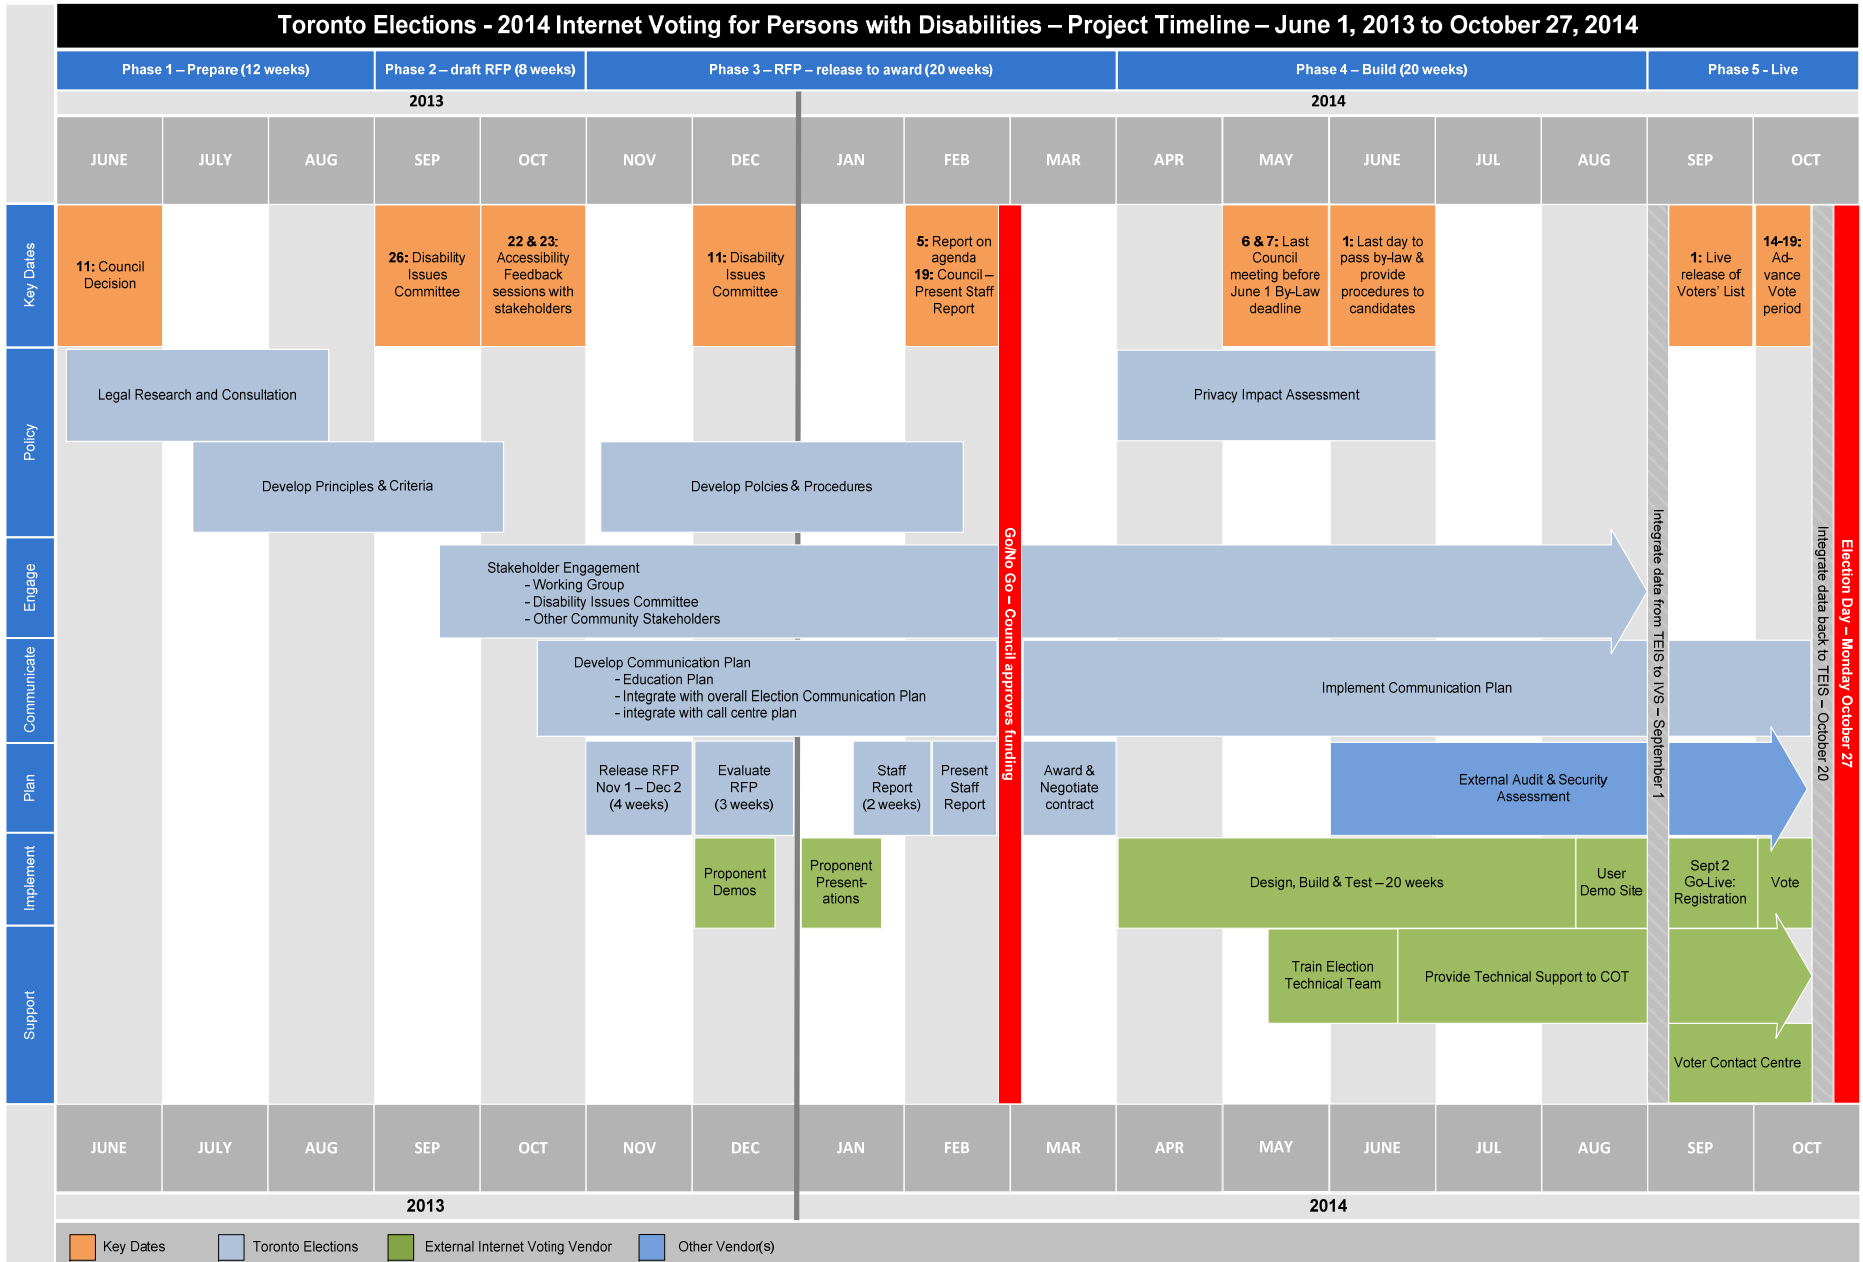 Toronto Elections - 2014 Internet Voting for Persons with Disabilities – Project Timeline – June 1, 2013 to October 27, 2014
Phase 1 – Prepare (12 weeks)
Phase 2 – draft RFP (8 weeks)
Phase 3 – RFP – release to award (20 weeks)
Phase 4 – Build (20 weeks)
Phase 5 - Live
2013
2014
JUNE
JULY
AUG
SEP
OCT
NOV
DEC
JAN
FEB
MAR
APR
MAY
JUNE
JUL
AUG
SEP
OCT
Key Dates
11: Council
Decision
26: Disability
Issues
Committee
22 & 23:
Accessibility
Feedback
sessions with
stakeholders
11: Disability
Issues
Committee
5: Report on
agenda
19: Council –
Present Staff
Report
6 & 7: Last
Council
meeting before
June 1 By-Law
deadline
1: Last day to
pass by-law &
provide
procedures to
candidates
1: Live
release of
Voters' List
14-19:
Ad-
vance
Vote
period
Policy
Legal Research and Consultation
Privacy Impact Assessment
Develop Principles & Criteria
Develop Polcies & Procedures
Engage
Stakeholder Engagement
- Working Group
- Disability Issues Committee
- Other Community Stakeholders
Go/No Go – Council approves funding
Integrate data from TEIS to IVS – September 1
Integrate data back to TEIS – October 20
Election Day – Monday October 27
Communicate
Develop Communication Plan
- Education Plan
- Integrate with overall Election Communication Plan
- integrate with call centre plan
Implement Communication Plan
Plan
Release RFP
Nov 1 – Dec 2
(4 weeks)
Evaluate
RFP
(3 weeks)
Staff
Report
(2 weeks)
Present
Staff
Report
Award &
Negotiate
contract
External Audit & Security
Assessment
Implement
Proponent
Demos
Proponent
Present-
ations
Design, Build & Test – 20 weeks
User
Demo Site
Sept 2
Go-Live:
Registration
Vote
Support
Train Election
Technical Team
Provide Technical Support to COT
Voter Contact Centre
JUNE
JULY
AUG
SEP
OCT
NOV
DEC
JAN
FEB
MAR
APR
MAY
JUNE
JUL
AUG
SEP
OCT
2013
2014
Key Dates
Toronto Elections
External Internet Voting Vendor
Other Vendor(s)